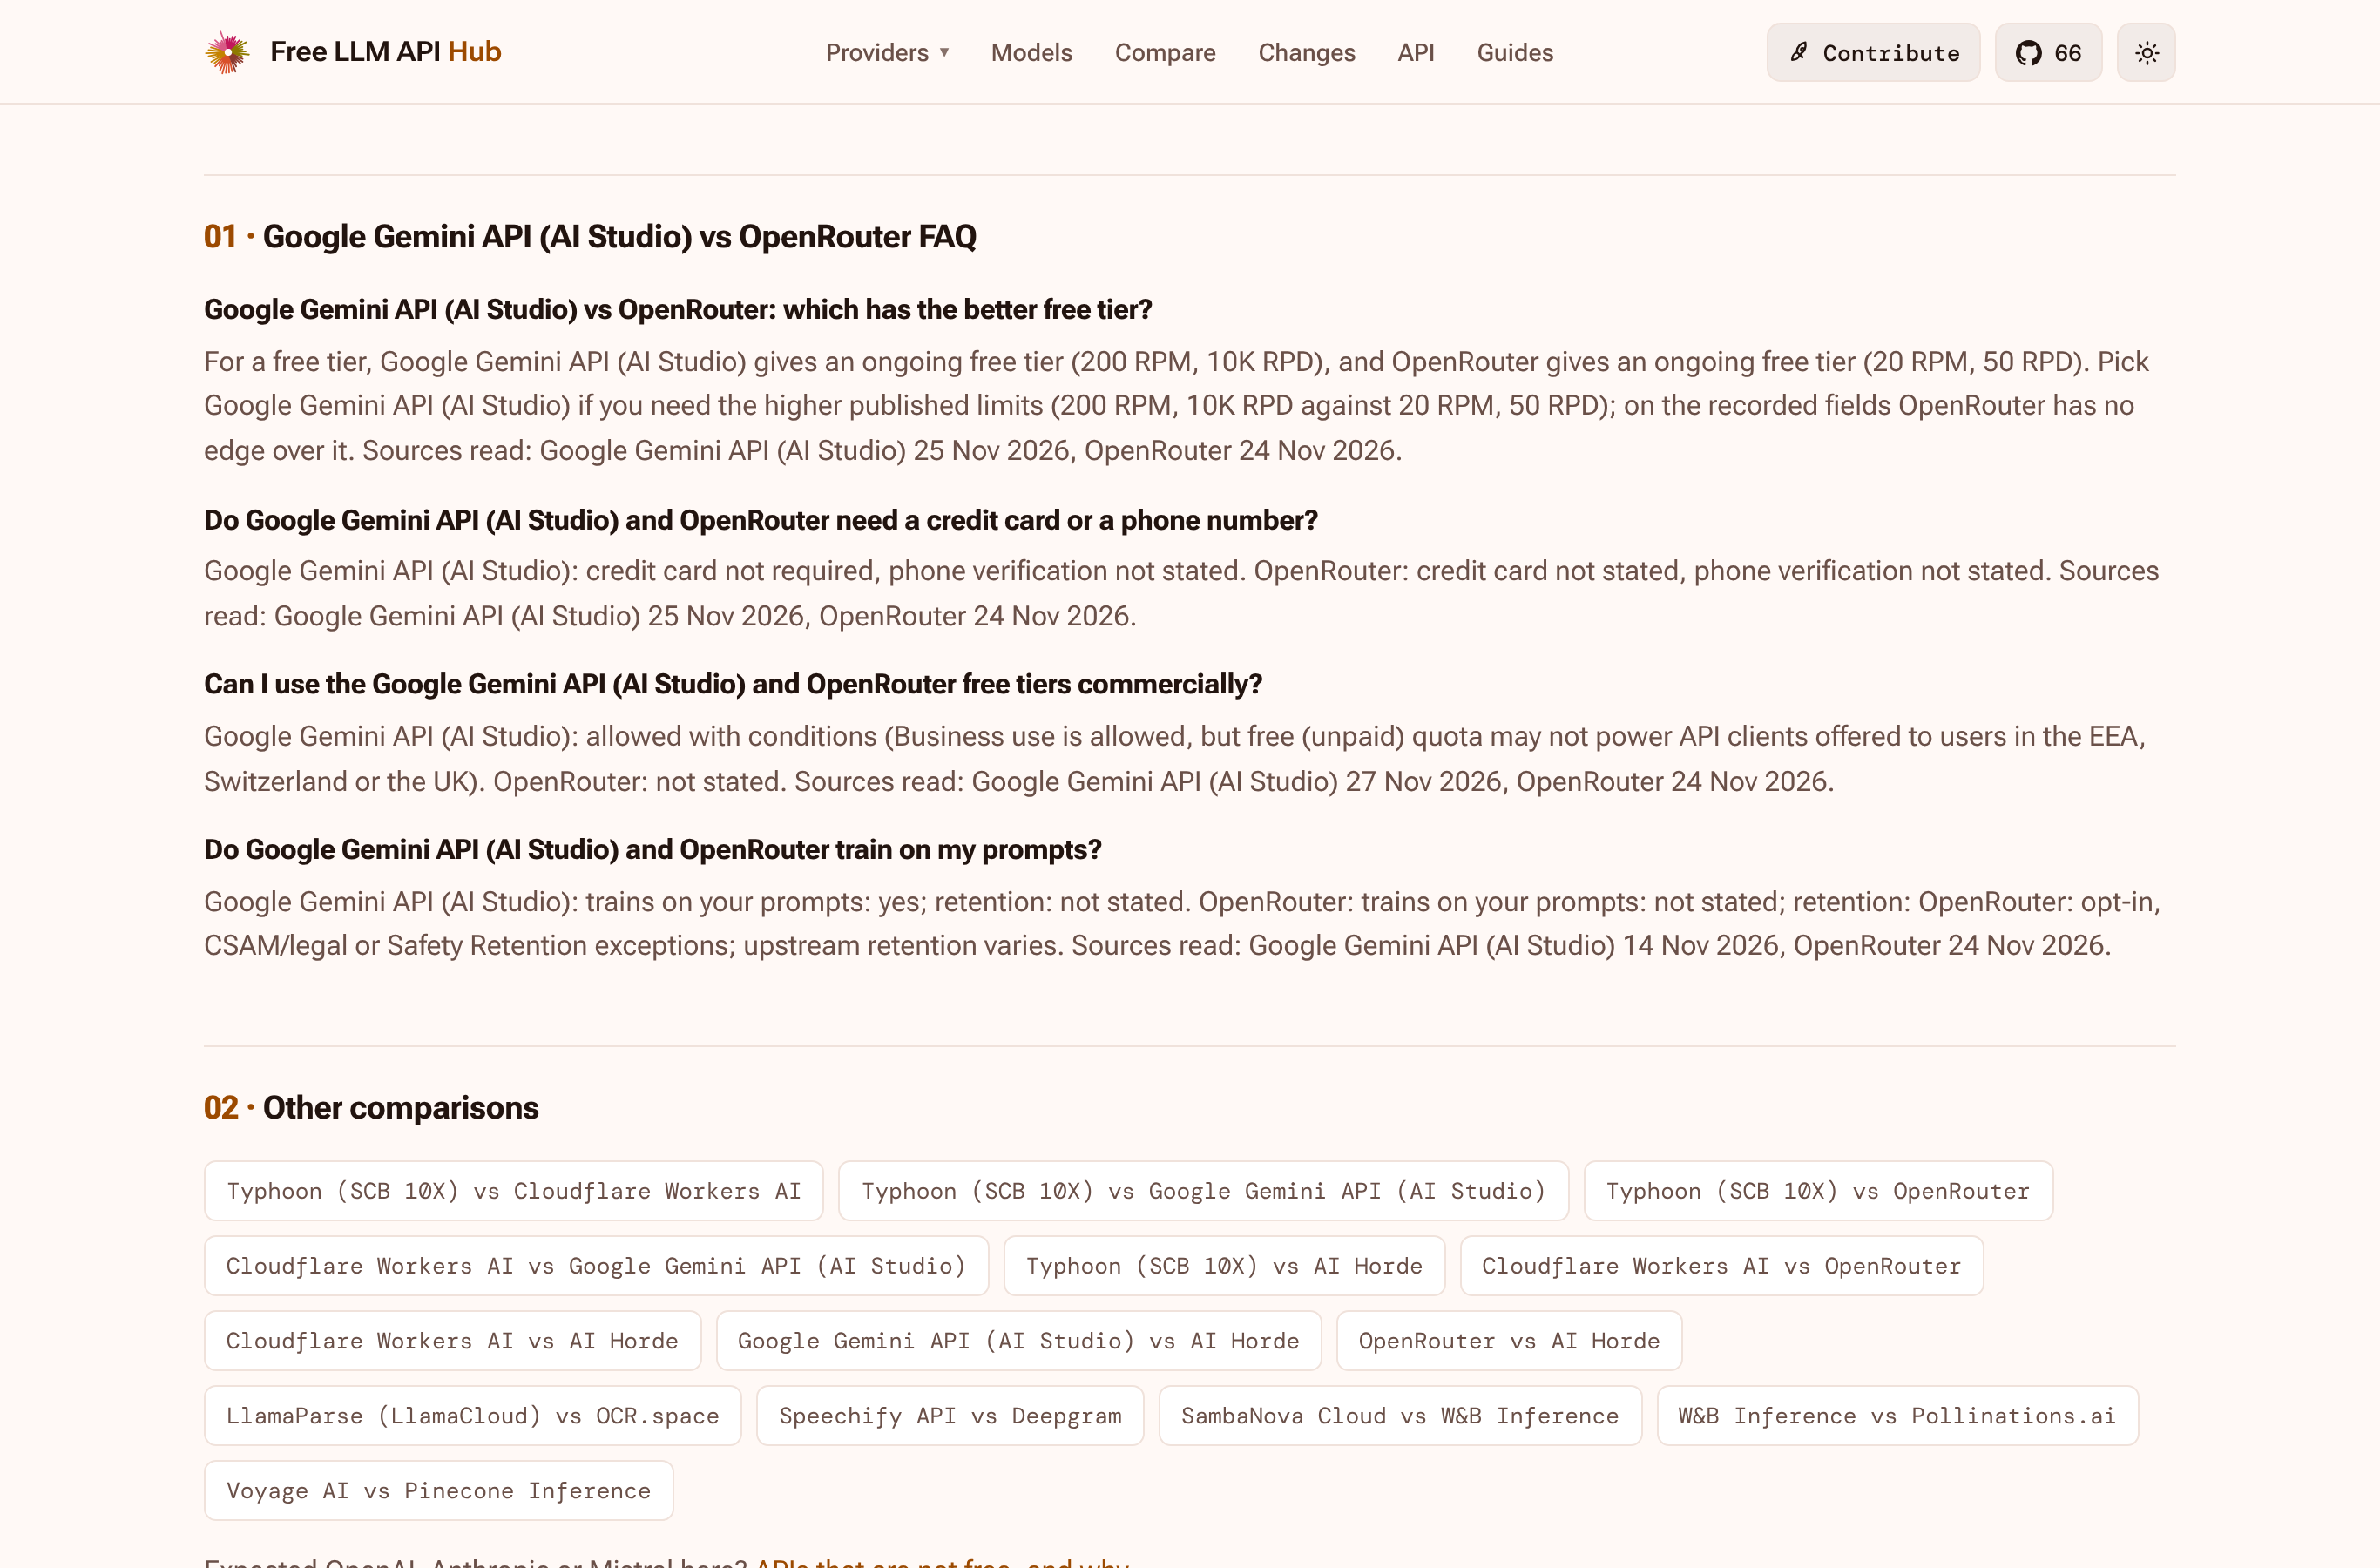 Free LLM API Hub
Providers ▾ Models Compare Changes API Guides
Contribute 66
01 · Google Gemini API (AI Studio) vs OpenRouter FAQ
Google Gemini API (AI Studio) vs OpenRouter: which has the better free tier?
For a free tier, Google Gemini API (AI Studio) gives an ongoing free tier (200 RPM, 10K RPD), and OpenRouter gives an ongoing free tier (20 RPM, 50 RPD). Pick
Google Gemini API (AI Studio) if you need the higher published limits (200 RPM, 10K RPD against 20 RPM, 50 RPD); on the recorded fields OpenRouter has no
edge over it. Sources read: Google Gemini API (AI Studio) 25 Nov 2026, OpenRouter 24 Nov 2026.
Do Google Gemini API (AI Studio) and OpenRouter need a credit card or a phone number?
Google Gemini API (AI Studio): credit card not required, phone verification not stated. OpenRouter: credit card not stated, phone verification not stated. Sources
read: Google Gemini API (AI Studio) 25 Nov 2026, OpenRouter 24 Nov 2026.
Can I use the Google Gemini API (AI Studio) and OpenRouter free tiers commercially?
Google Gemini API (AI Studio): allowed with conditions (Business use is allowed, but free (unpaid) quota may not power API clients offered to users in the EEA,
Switzerland or the UK). OpenRouter: not stated. Sources read: Google Gemini API (AI Studio) 27 Nov 2026, OpenRouter 24 Nov 2026.
Do Google Gemini API (AI Studio) and OpenRouter train on my prompts?
Google Gemini API (AI Studio): trains on your prompts: yes; retention: not stated. OpenRouter: trains on your prompts: not stated; retention: OpenRouter: opt-in,
CSAM/legal or Safety Retention exceptions; upstream retention varies. Sources read: Google Gemini API (AI Studio) 14 Nov 2026, OpenRouter 24 Nov 2026.
02 · Other comparisons
Typhoon (SCB 10X) vs Cloudflare Workers AI
Typhoon (SCB 10X) vs Google Gemini API (AI Studio)
Typhoon (SCB 10X) vs OpenRouter
Cloudflare Workers AI vs Google Gemini API (AI Studio)
Typhoon (SCB 10X) vs AI Horde
Cloudflare Workers AI vs OpenRouter
Cloudflare Workers AI vs AI Horde
Google Gemini API (AI Studio) vs AI Horde
OpenRouter vs AI Horde
LlamaParse (LlamaCloud) vs OCR.space
Speechify API vs Deepgram
SambaNova Cloud vs W&B Inference
W&B Inference vs Pollinations.ai
Voyage AI vs Pinecone Inference
Expected OpenAI, Anthropic or Mistral here? APIs that are not free, and why